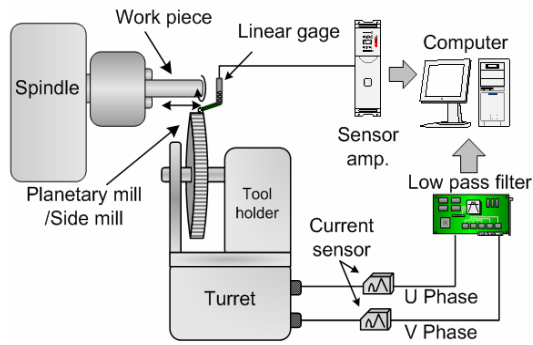 Work piece
Linear gage
Computer
Spindle
Sensor
amp.
Planetary mill
/Side mill
Tool
holder
Low pass filter
Current
sensor
Turret
U Phase
V Phase